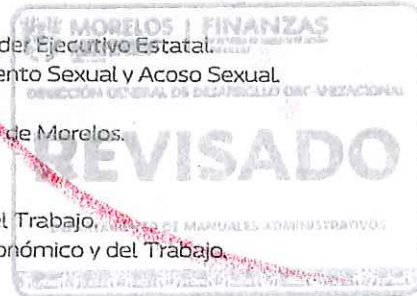 MORELOS | FINANZAS
der Ejecutivo Estatal.
ento Sexual y Acoso Sexual.
DIRECCIÓN GENERAL DE DESARROLLO ORGANIZACIONAL
de Morelos.
REVISADO
el Trabajo.
DE MANUALES ADMINISTRATIVOS
onómico y del Trabajo.